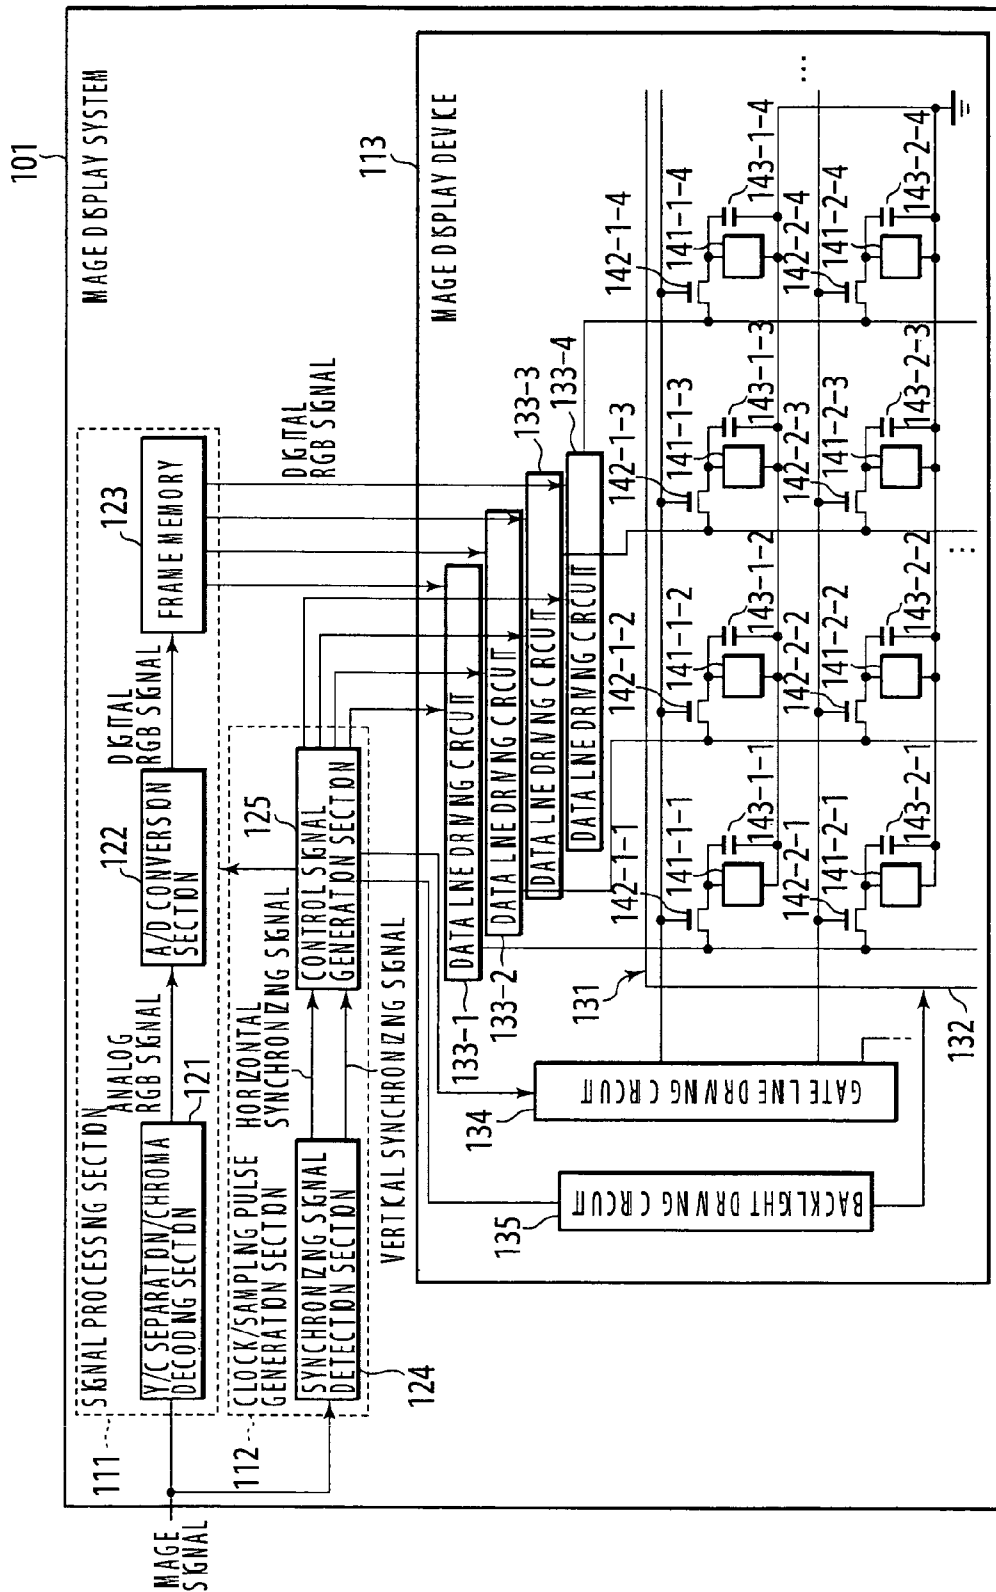 101
MAGE DISPLAY SYSTEM
MAGE
SIGNAL
111
SIGNAL PROCESSING SECTION
Y/C SEPARATION/CHROMA
DECODING SECTION
121
ANALOG
RGB SIGNAL
122
A/D CONVERSION
SECTION
DIGITAL
RGB SIGNAL
123
FRAME MEMORY
112
CLOCK/SAMPLING PULSE
GENERATION SECTION
SYNCHRONIZING SIGNAL
DETECTION SECTION
124
HORIZONTAL
SYNCHRONIZING SIGNAL
VERTICAL SYNCHRONIZING SIGNAL
125
CONTROL SIGNAL
GENERATION SECTION
DIGITAL
RGB SIGNAL
113
MAGE DISPLAY DEVICE
133-1
DATA LINE DRIVING CIRCUIT
133-2
DATA LINE DRIVING CIRCUIT
133-3
DATA LINE DRIVING CIRCUIT
133-4
DATA LINE DRIVING CIRCUIT
134
GATE LINE DRIVING CIRCUIT
135
BACKLIGHT DRIVING CIRCUIT
131
132
142-1-1
141-1-1
143-1-1
142-1-2
141-1-2
143-1-2
142-1-3
141-1-3
143-1-3
142-1-4
141-1-4
143-1-4
142-2-1
141-2-1
143-2-1
142-2-2
141-2-2
143-2-2
142-2-3
141-2-3
143-2-3
142-2-4
141-2-4
143-2-4